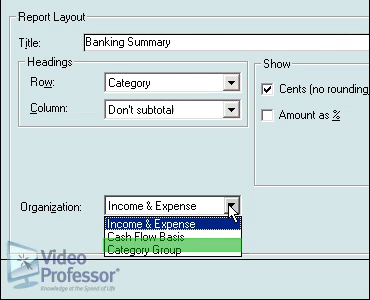 Report Layout
Title: Banking Summary
Headings
Show
Row: Category
Cents (no rounding
Column: Don't subtotal
Amount as %
Organization: Income & Expense
Income & Expense
Cash Flow Basis
Category Group
Video
Professor®
Knowledge at the Speed of Life